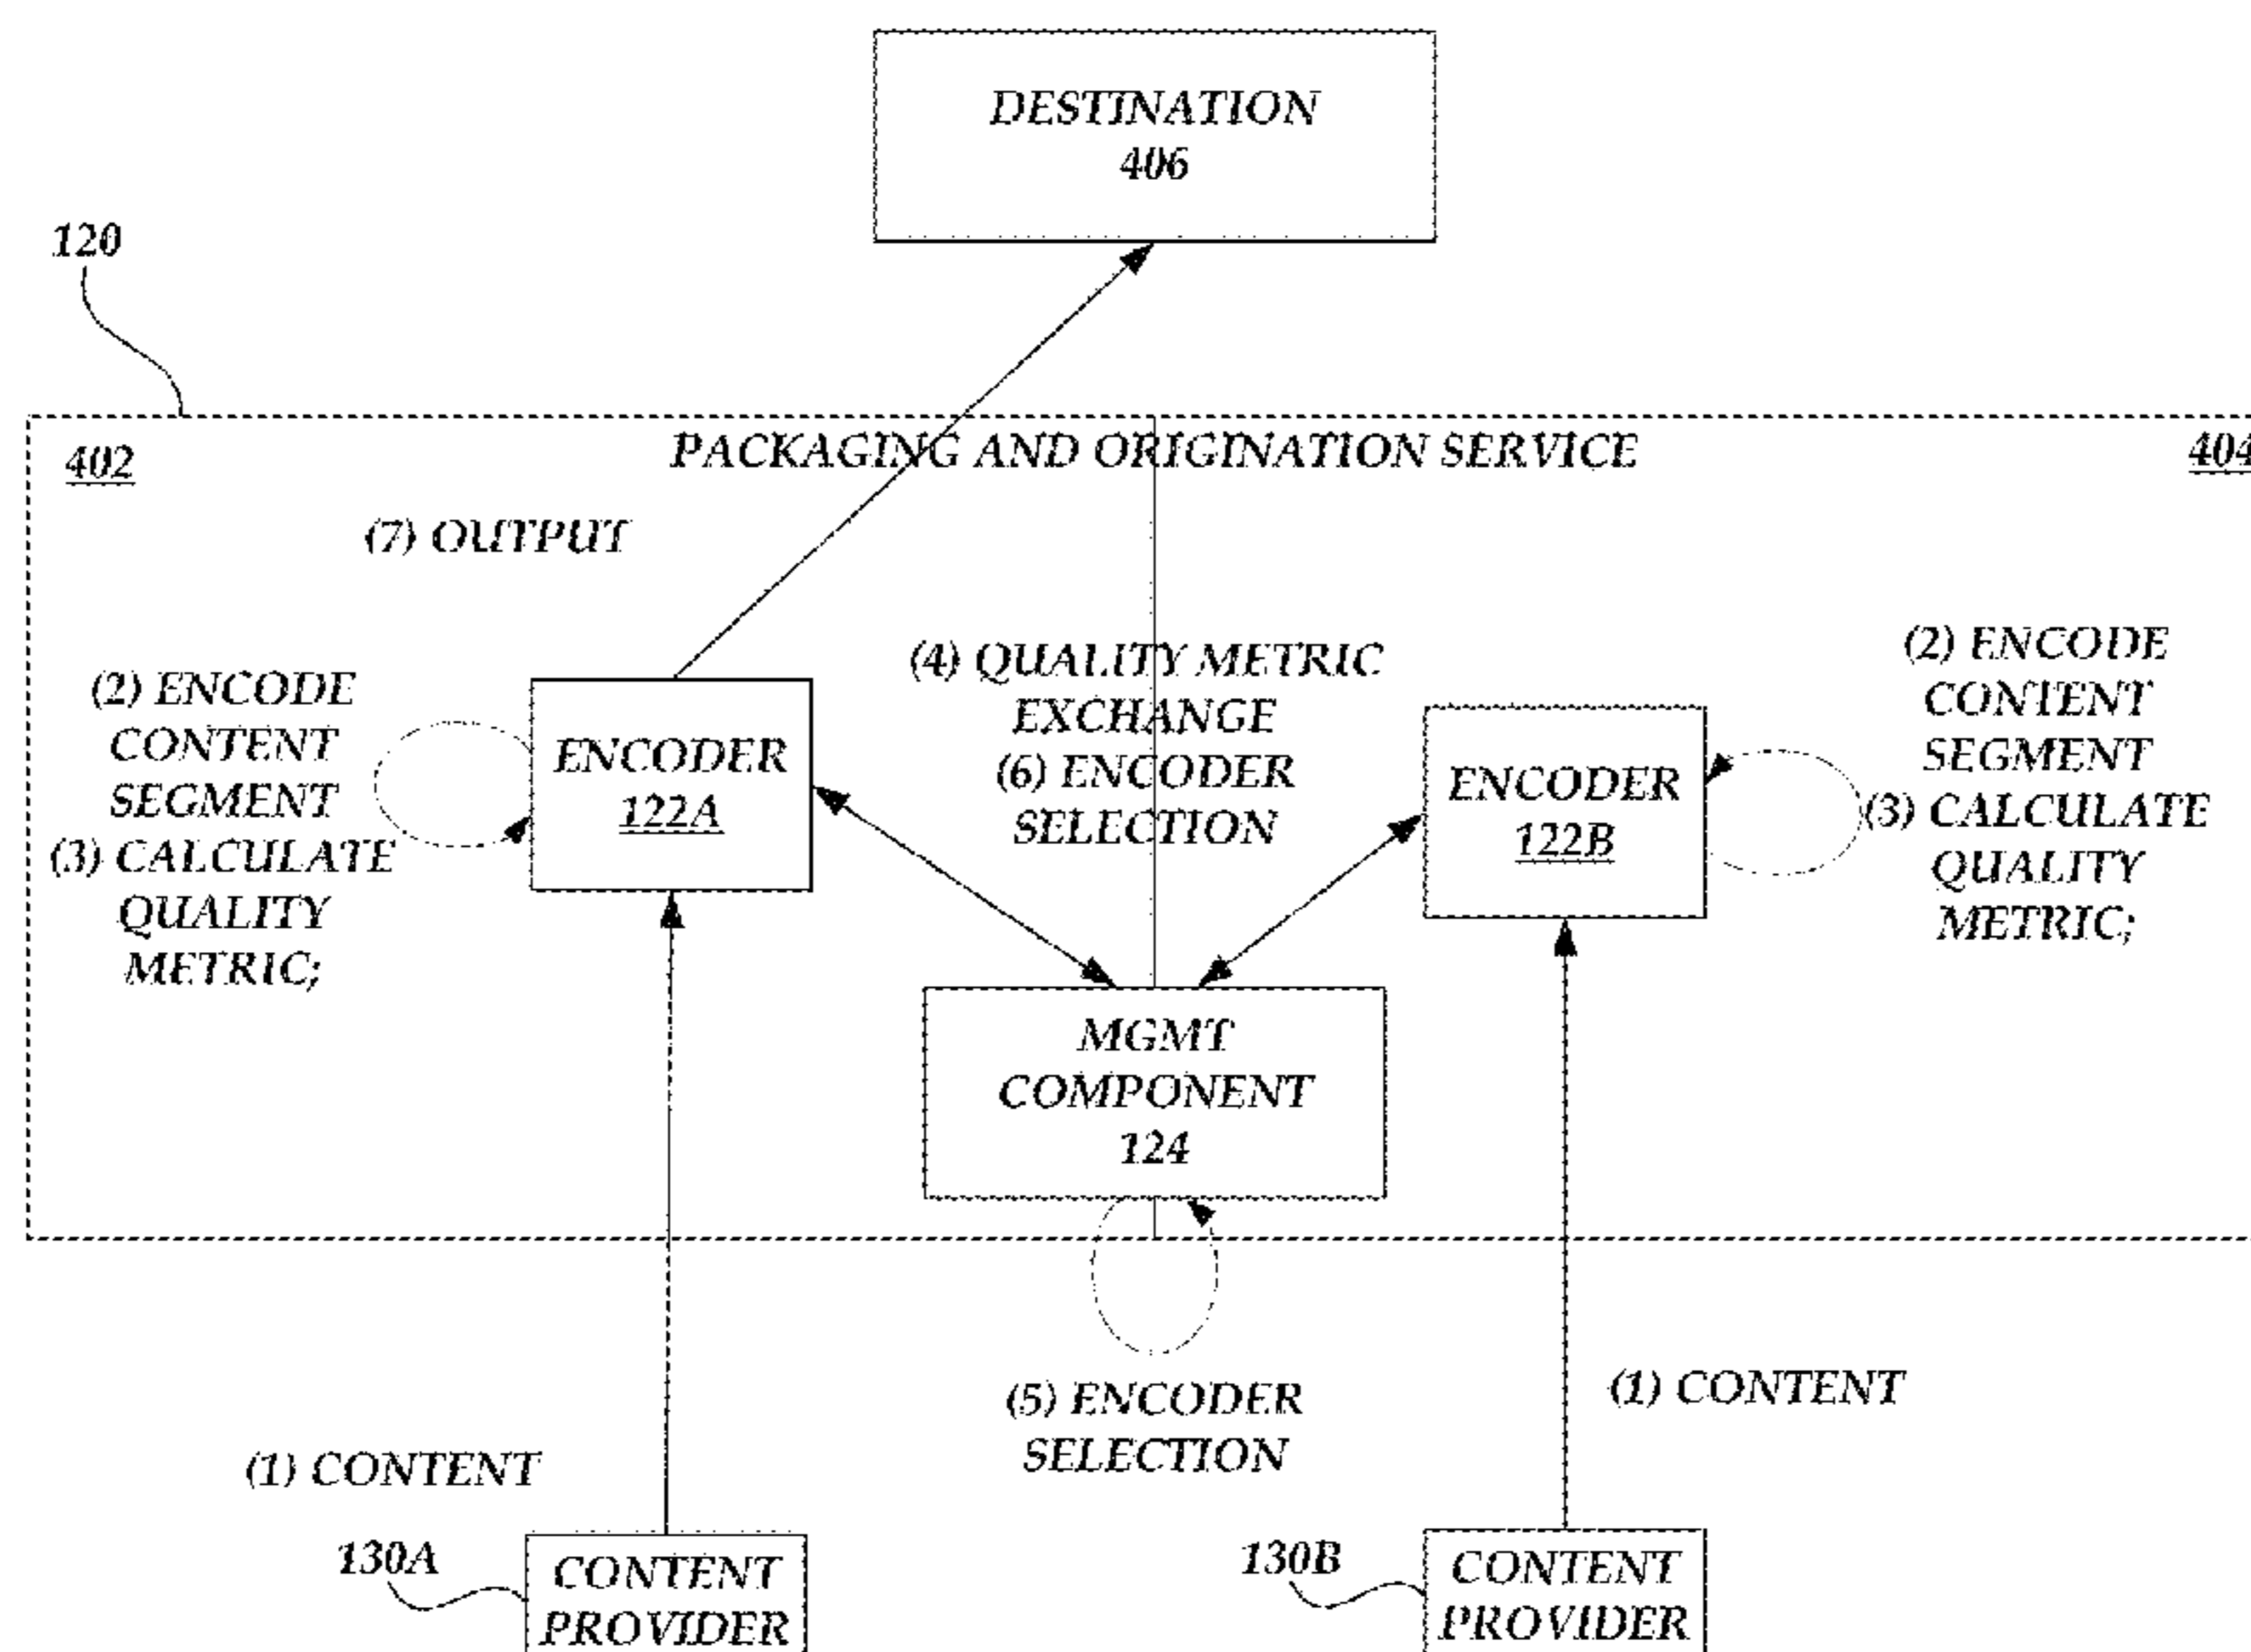 DESTINATION
406
120
402
PACKAGING AND ORIGINATION SERVICE
404
(7) OUTPUT
(2) ENCODE
CONTENT
SEGMENT
(3) CALCULATE
QUALITY
METRIC;
ENCODER
122A
(4) QUALITY METRIC
EXCHANGE
(6) ENCODER
SELECTION
ENCODER
122B
(2) ENCODE
CONTENT
SEGMENT
(3) CALCULATE
QUALITY
METRIC;
MGMT
COMPONENT
124
(5) ENCODER
SELECTION
(1) CONTENT
(1) CONTENT
130A
CONTENT
PROVIDER
130B
CONTENT
PROVIDER